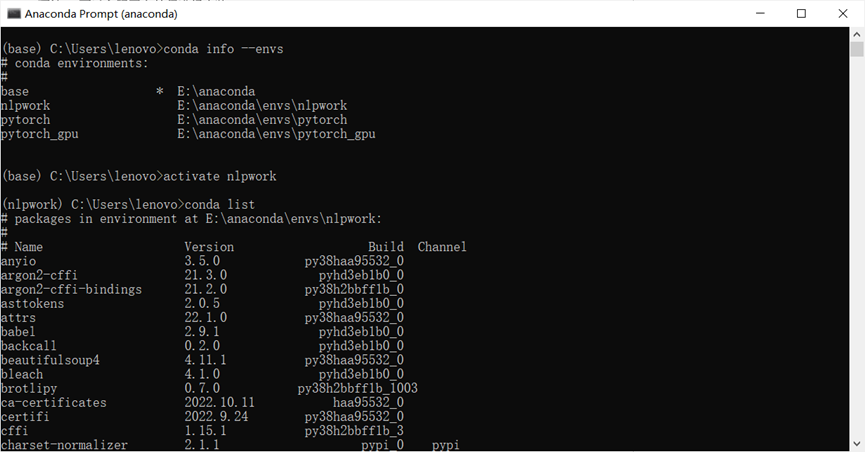 Anaconda Prompt (anaconda)
(base) C:\Users\lenovo>conda info --envs
# conda environments:
#
base                  *  E:\anaconda
nlpwork                  E:\anaconda\envs\nlpwork
pytorch                  E:\anaconda\envs\pytorch
pytorch_gpu              E:\anaconda\envs\pytorch_gpu
(base) C:\Users\lenovo>activate nlpwork
(nlpwork) C:\Users\lenovo>conda list
# packages in environment at E:\anaconda\envs\nlpwork:
#
# Name                    Version                   Build  Channel
anyio                     3.5.0            py38haa95532_0
argon2-cffi               21.3.0             pyhd3eb1b0_0
argon2-cffi-bindings      21.2.0           py38h2bbff1b_0
asttokens                 2.0.5              pyhd3eb1b0_0
attrs                     22.1.0           py38haa95532_0
babel                     2.9.1              pyhd3eb1b0_0
backcall                  0.2.0              pyhd3eb1b0_0
beautifulsoup4            4.11.1           py38haa95532_0
bleach                    4.1.0              pyhd3eb1b0_0
brotlipy                  0.7.0           py38h2bbff1b_1003
ca-certificates           2022.10.11           haa95532_0
certifi                   2022.9.24        py38haa95532_0
cffi                      1.15.1           py38h2bbff1b_3
charset-normalizer        2.1.1                    pypi_0    pypi